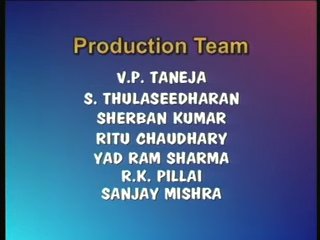 Production Team
V.P. TANEJA
S. THULASEEDHARAN
SHERBAN KUMAR
RITU CHAUDHARY
YAD RAM SHARMA
R.K. PILLAI
SANJAY MISHRA